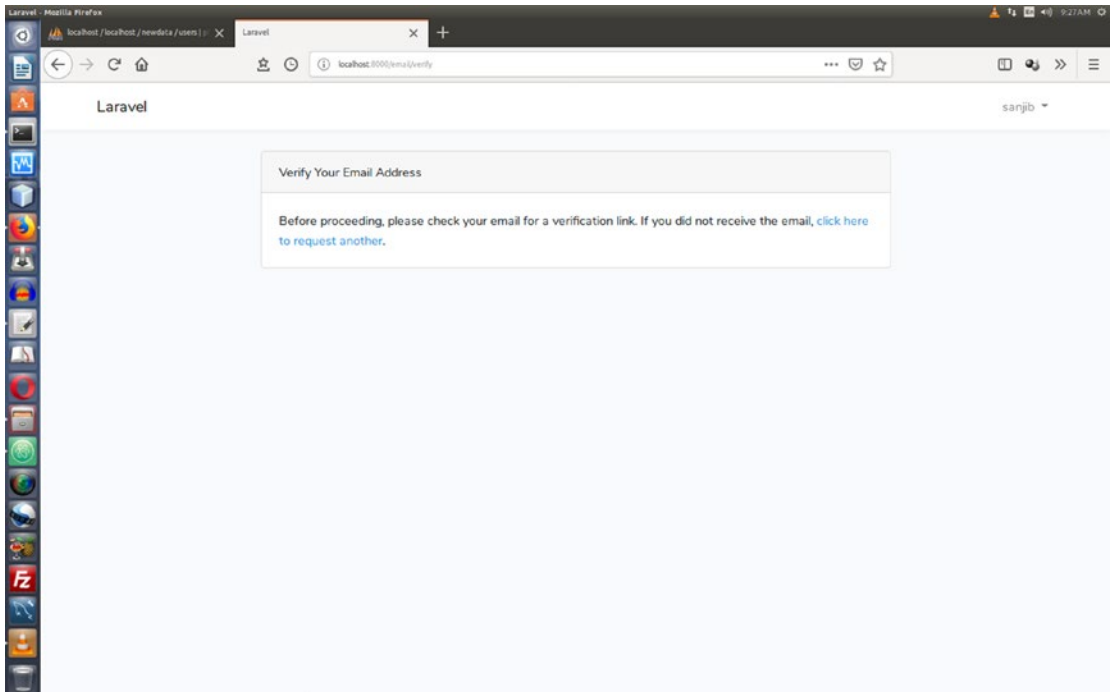 Laravel - Mozilla Firefox
9:27AM
localhost / localhost / newdata / users |
Laravel
localhost:8000/email/verify
Laravel
sanjib
Verify Your Email Address
Before proceeding, please check your email for a verification link. If you did not receive the email, click here
to request another.